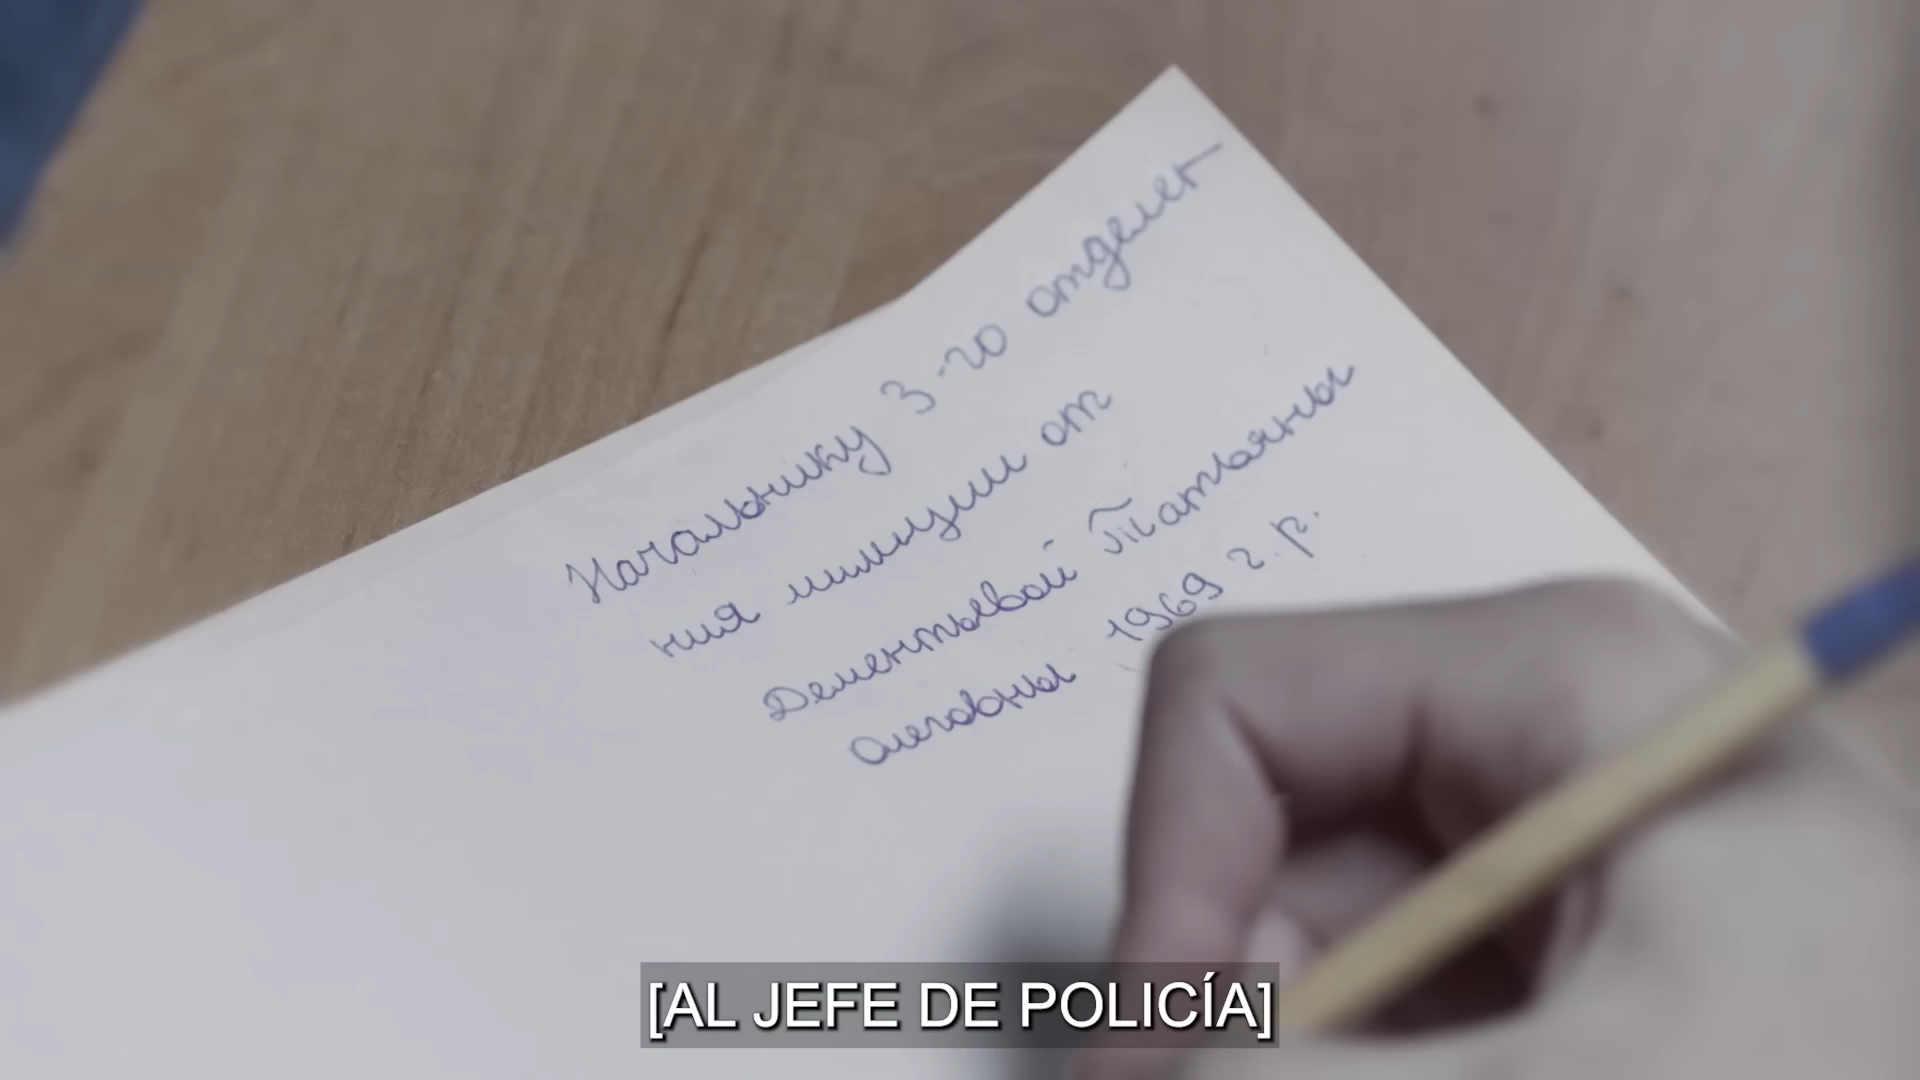 Начальнику 3-го отделе-
ния милиции от
Дементьевой Татьяны
Олеговны 1969 г.р.
[AL JEFE DE POLICÍA]